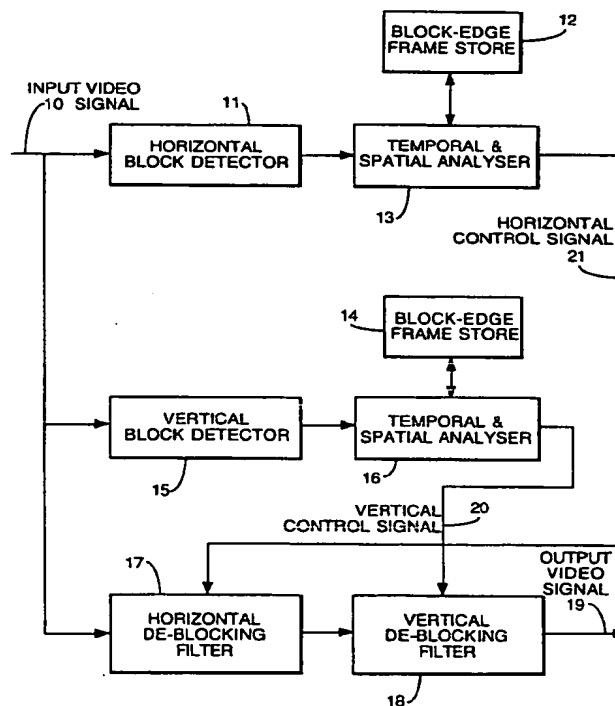 12
BLOCK-EDGE
FRAME STORE
INPUT VIDEO
10 SIGNAL
11
HORIZONTAL
BLOCK DETECTOR
TEMPORAL &
SPATIAL ANALYSER
13
HORIZONTAL
CONTROL SIGNAL
21
14
BLOCK-EDGE
FRAME STORE
VERTICAL
BLOCK DETECTOR
15
TEMPORAL &
SPATIAL ANALYSER
16
VERTICAL
CONTROL SIGNAL
20
17
HORIZONTAL
DE-BLOCKING
FILTER
VERTICAL
DE-BLOCKING
FILTER
18
OUTPUT
VIDEO
SIGNAL
19